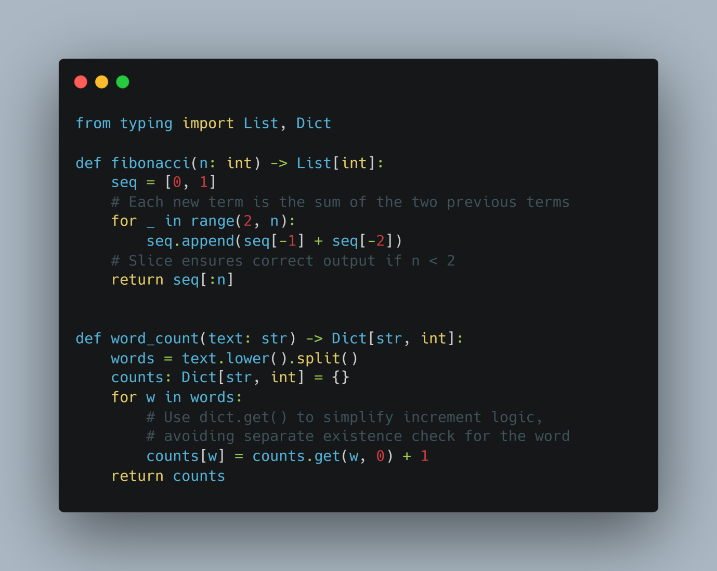 from typing import List, Dict

def fibonacci(n: int) -> List[int]:
    seq = [0, 1]
    # Each new term is the sum of the two previous terms
    for _ in range(2, n):
        seq.append(seq[-1] + seq[-2])
    # Slice ensures correct output if n < 2
    return seq[:n]


def word_count(text: str) -> Dict[str, int]:
    words = text.lower().split()
    counts: Dict[str, int] = {}
    for w in words:
        # Use dict.get() to simplify increment logic,
        # avoiding separate existence check for the word
        counts[w] = counts.get(w, 0) + 1
    return counts